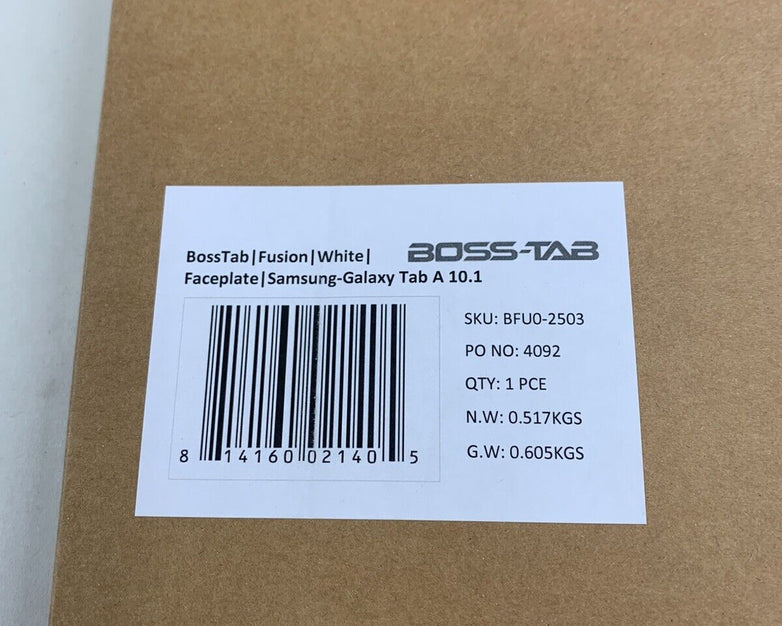 BOSS-TAB
BossTab|Fusion|White|
Faceplate|Samsung-Galaxy Tab A 10.1
SKU: BFU0-2503
PO NO: 4092
QTY: 1 PCE
N.W: 0.517KGS
G.W: 0.605KGS
8 14160 02140 5